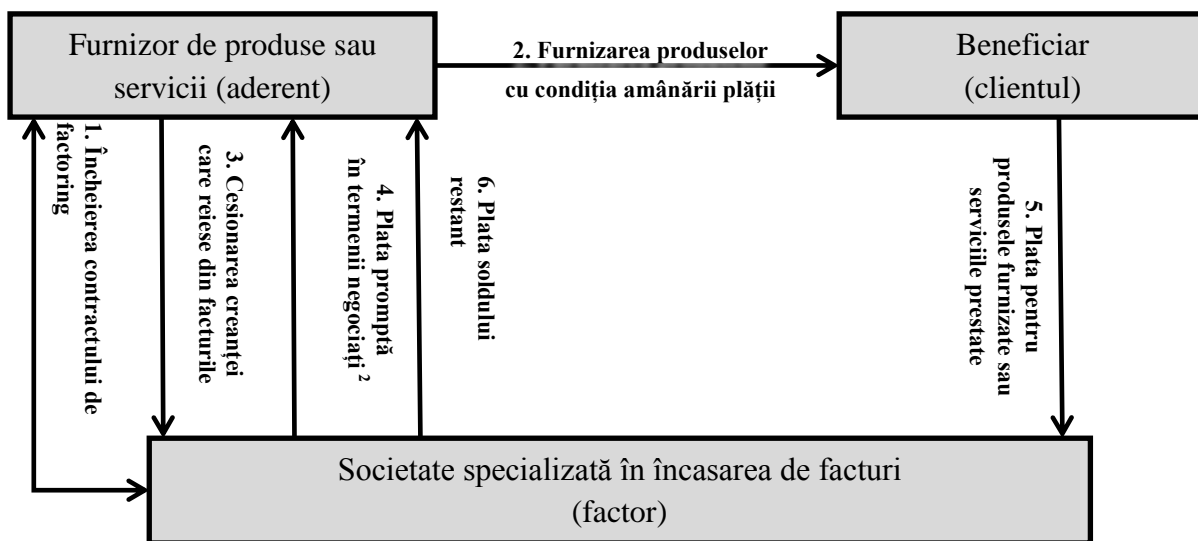 Furnizor de produse sau
servicii (aderent)
2. Furnizarea produselor
cu condiția amânării plății
Beneficiar
(clientul)
1. Încheierea contractului de
factoring
3. Cesionarea creanței
care reiese din facturile
4. Plata promptă
în termenii negociați ²
6. Plata soldului
restant
5. Plata pentru
produsele furnizate sau
serviciile prestate
Societate specializată în încasarea de facturi
(factor)